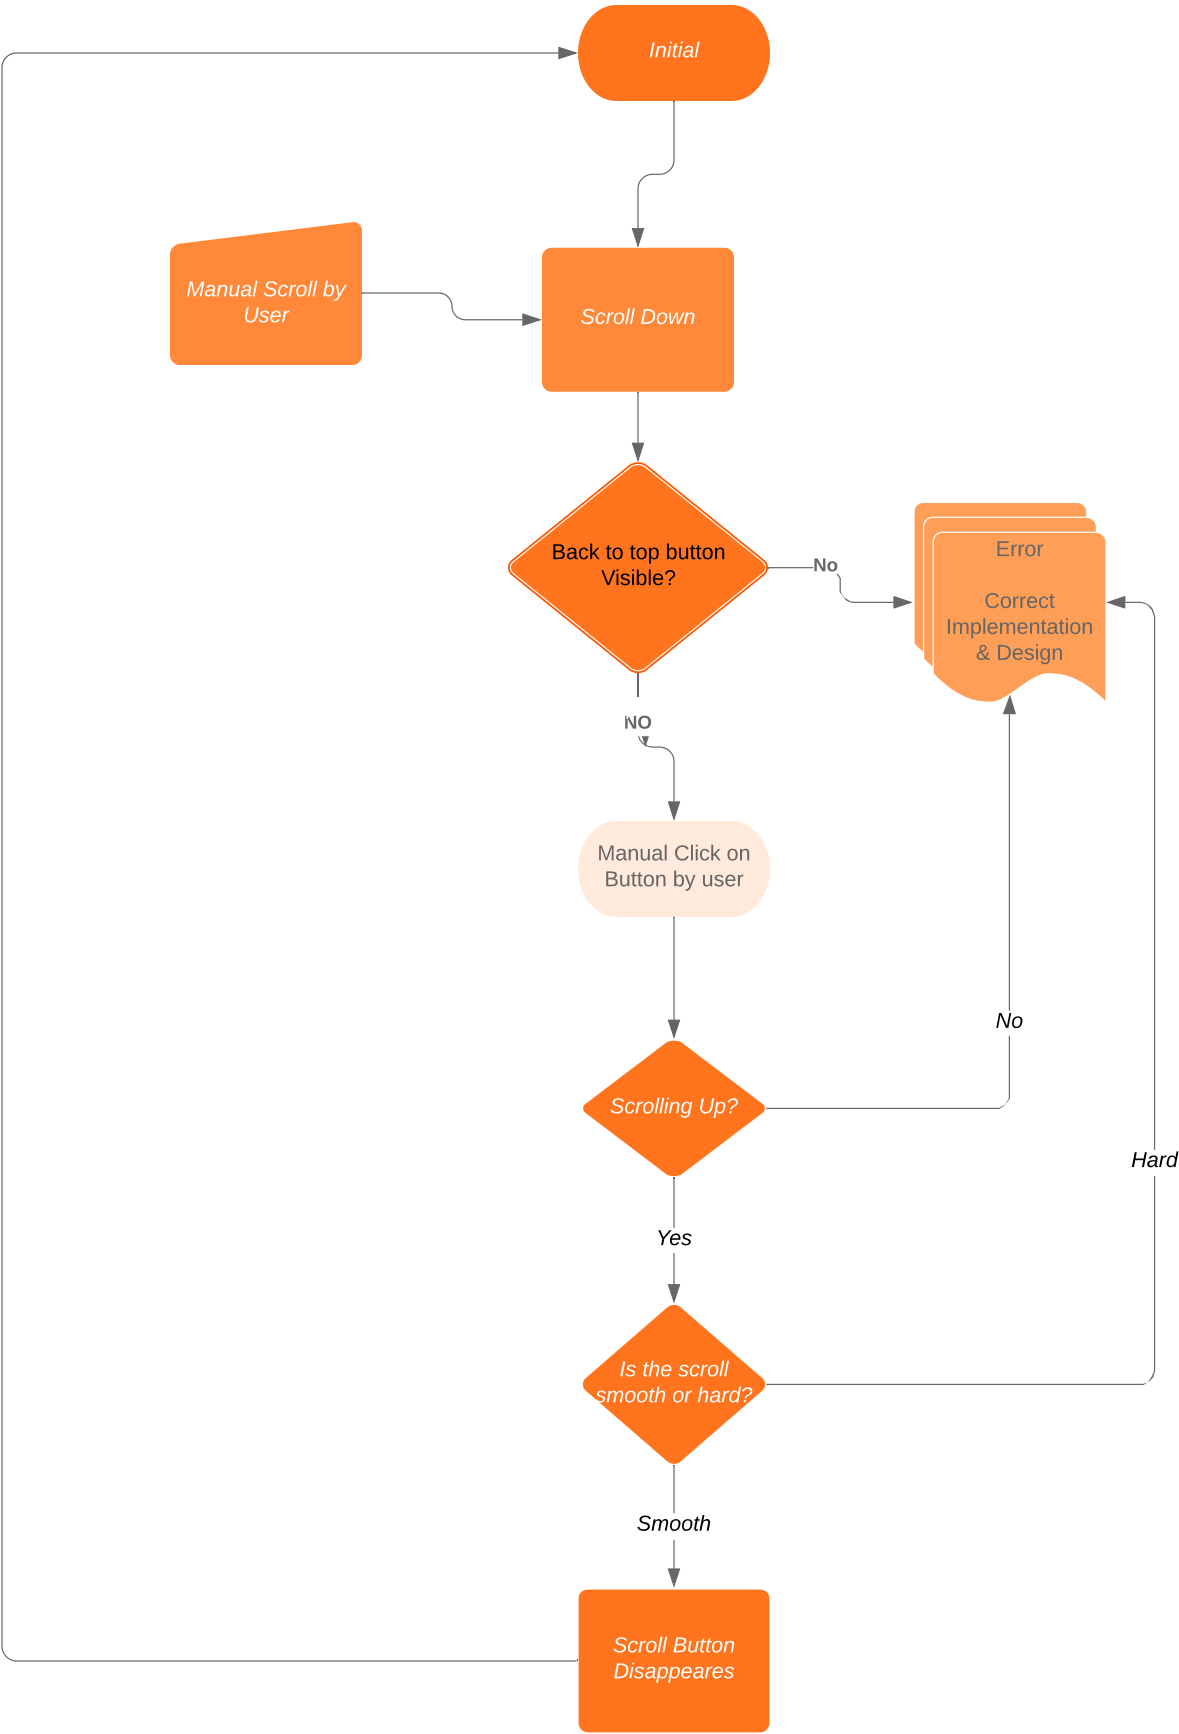 Initial
Manual Scroll by
User
Scroll Down
Back to top button
Visible?
No
Error
Correct
Implementation
& Design
NO
Manual Click on
Button by user
No
Scrolling Up?
Hard
Yes
Is the scroll
smooth or hard?
Smooth
Scroll Button
Disappeares